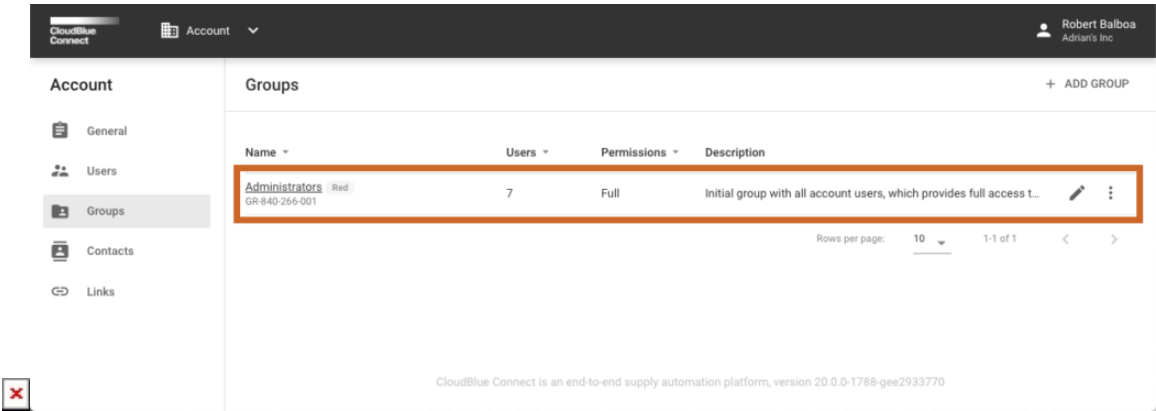 CloudBlue
Connect
Account
Robert Balboa
Adrian's Inc
Account
General
Users
Groups
Contacts
Links
Groups
+ ADD GROUP
Name Users Permissions Description
Administrators Red 7 Full Initial group with all account users, which provides full access t...
GR-840-266-001
Rows per page: 10 1-1 of 1
CloudBlue Connect is an end-to-end supply automation platform, version 20.0.0-1788-gee2933770